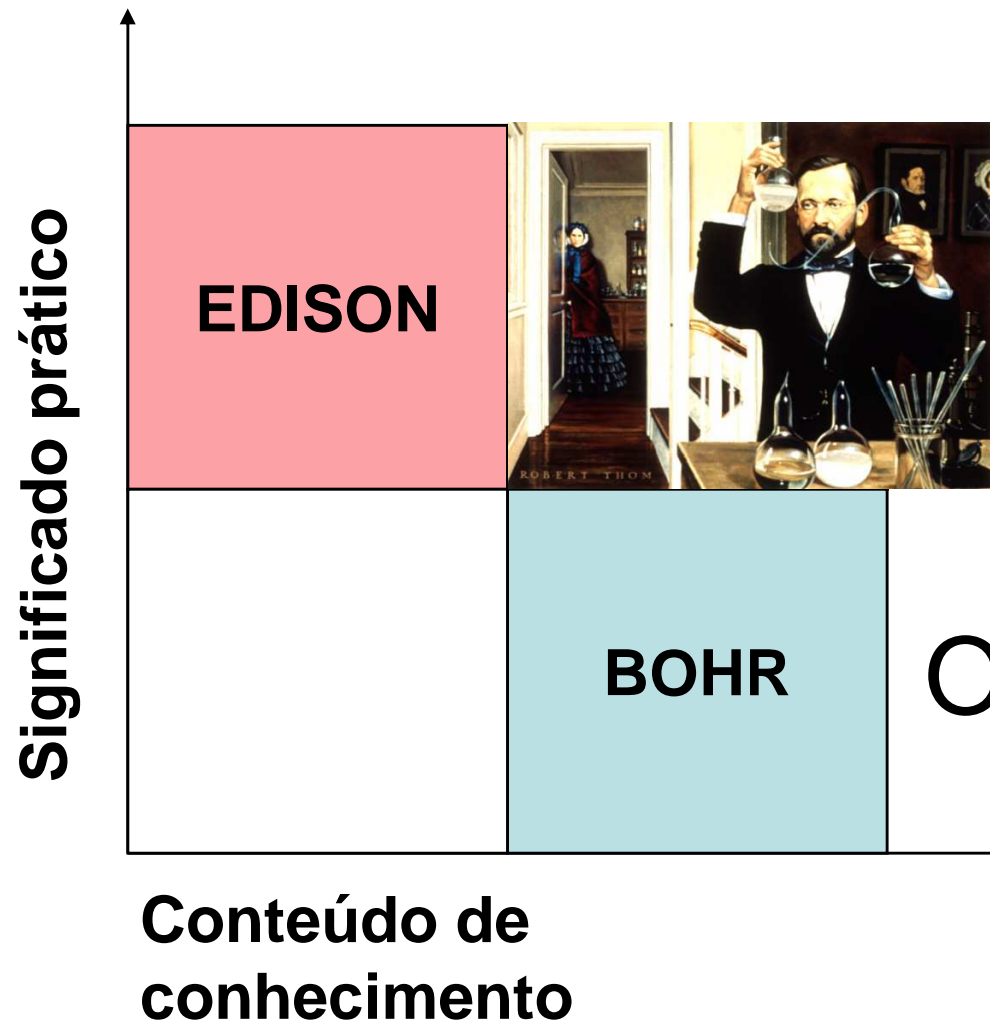 Significado prático
EDISON
ROBERT THOM
BOHR
O
Conteúdo de
conhecimento